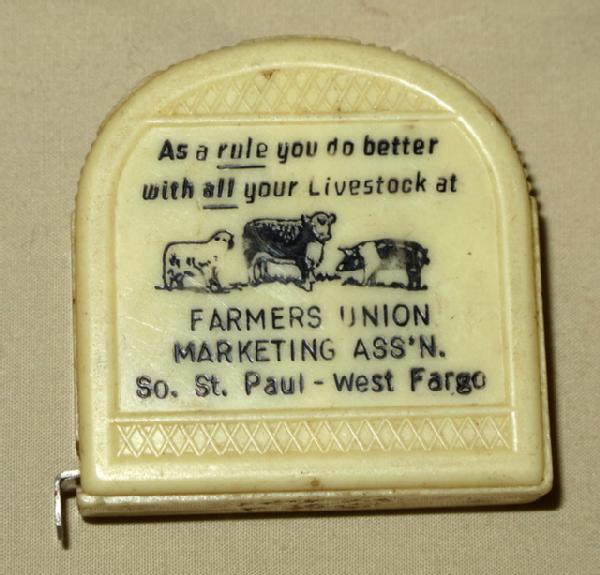 As a rule you do better
with all your Livestock at
FARMERS UNION
MARKETING ASS'N.
So. St. Paul - West Fargo